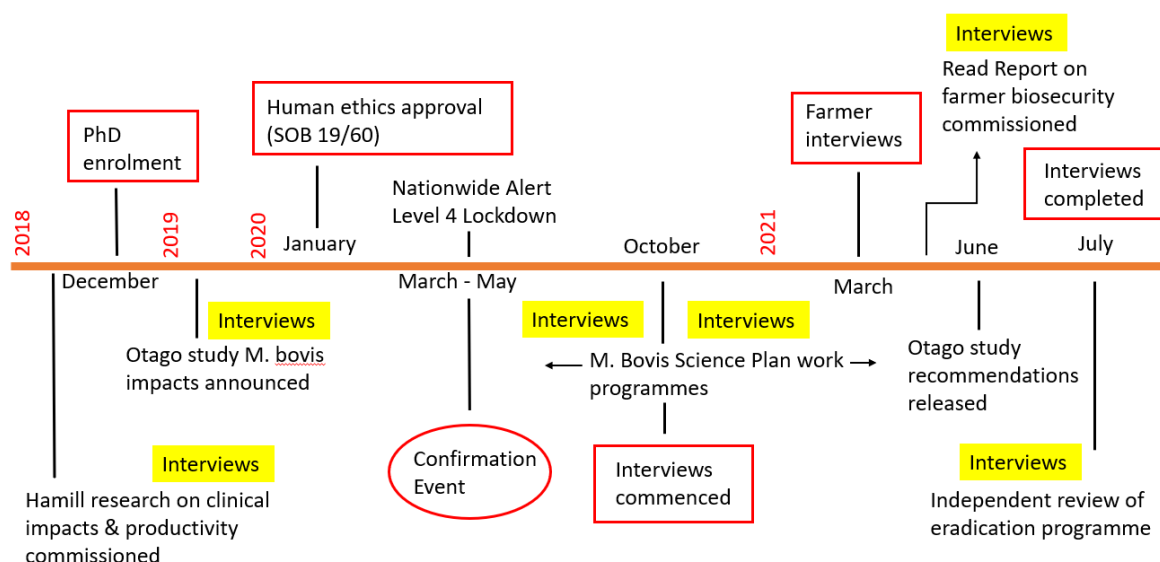 Interviews
Read Report on
farmer biosecurity
commissioned
Human ethics approval
(SOB 19/60)
PhD
enrolment
Farmer
interviews
Interviews
completed
Nationwide Alert
Level 4 Lockdown
2018
2019
2020
January
October
2021
June
July
December
March - May
March
Interviews
Otago study M. bovis
impacts announced
Interviews
Interviews
M. Bovis Science Plan work
programmes
Otago study
recommendations
released
Confirmation
Event
Interviews
commenced
Interviews
Hamill research on clinical
impacts & productivity
commissioned
Interviews
Independent review of
eradication programme